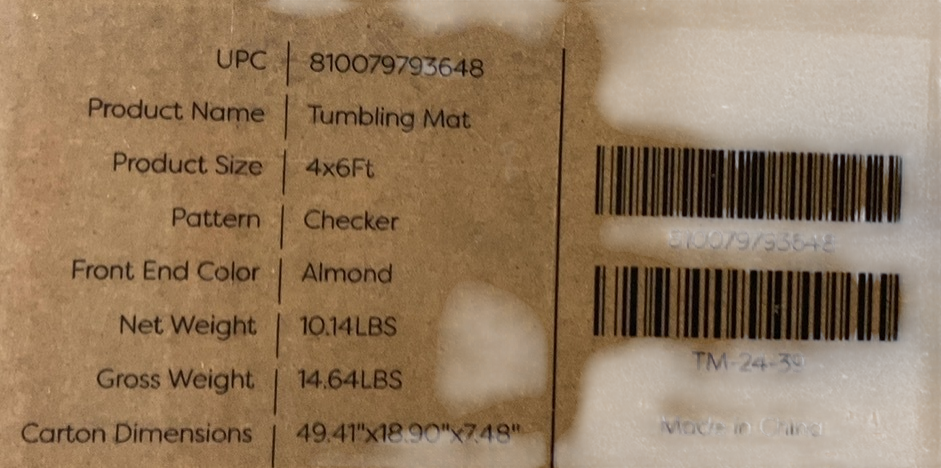 UPC 810079793648
Product Name Tumbling Mat
Product Size 4x6Ft
Pattern Checker
Front End Color Almond
Net Weight 10.14LBS
Gross Weight 14.64LBS
Carton Dimensions 49.41"x18.90"x7.48"
810079793648
TM-24-39
Made in China